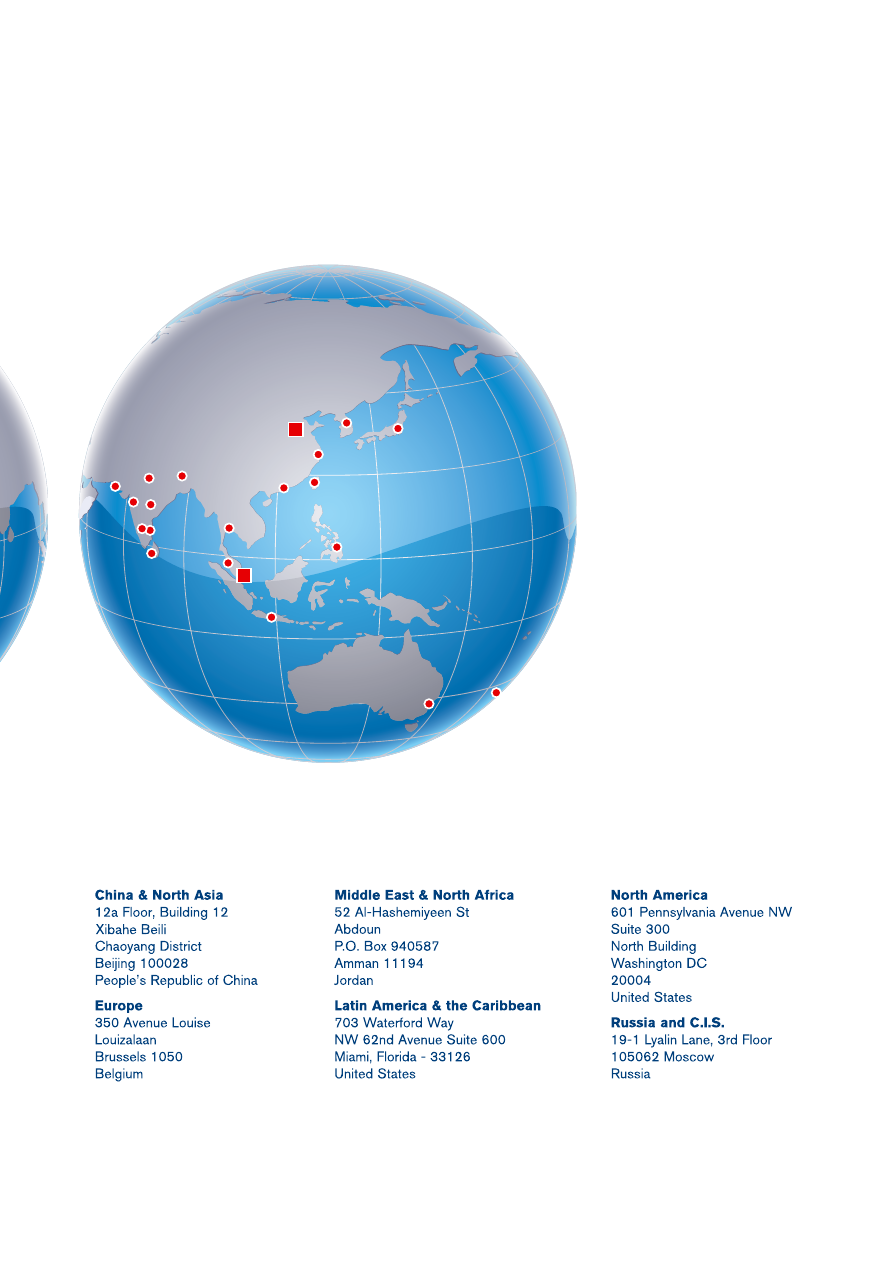 China & North Asia
12a Floor, Building 12
Xibahe Beili
Chaoyang District
Beijing 100028
People's Republic of China
Europe
350 Avenue Louise
Louizalaan
Brussels 1050
Belgium
Middle East & North Africa
52 Al-Hashemiyeen St
Abdoun
P.O. Box 940587
Amman 11194
Jordan
Latin America & the Caribbean
703 Waterford Way
NW 62nd Avenue Suite 600
Miami, Florida - 33126
United States
North America
601 Pennsylvania Avenue NW
Suite 300
North Building
Washington DC
20004
United States
Russia and C.I.S.
19-1 Lyalin Lane, 3rd Floor
105062 Moscow
Russia